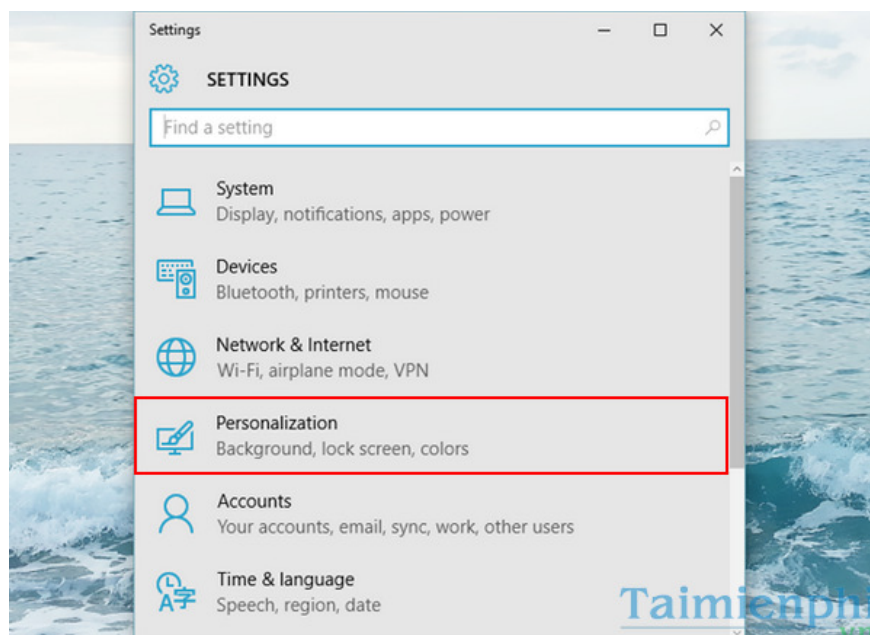 Settings
SETTINGS
Find a setting
System
Display, notifications, apps, power
Devices
Bluetooth, printers, mouse
Network & Internet
Wi-Fi, airplane mode, VPN
Personalization
Background, lock screen, colors
Accounts
Your accounts, email, sync, work, other users
Time & language
Speech, region, date
Taimienphi